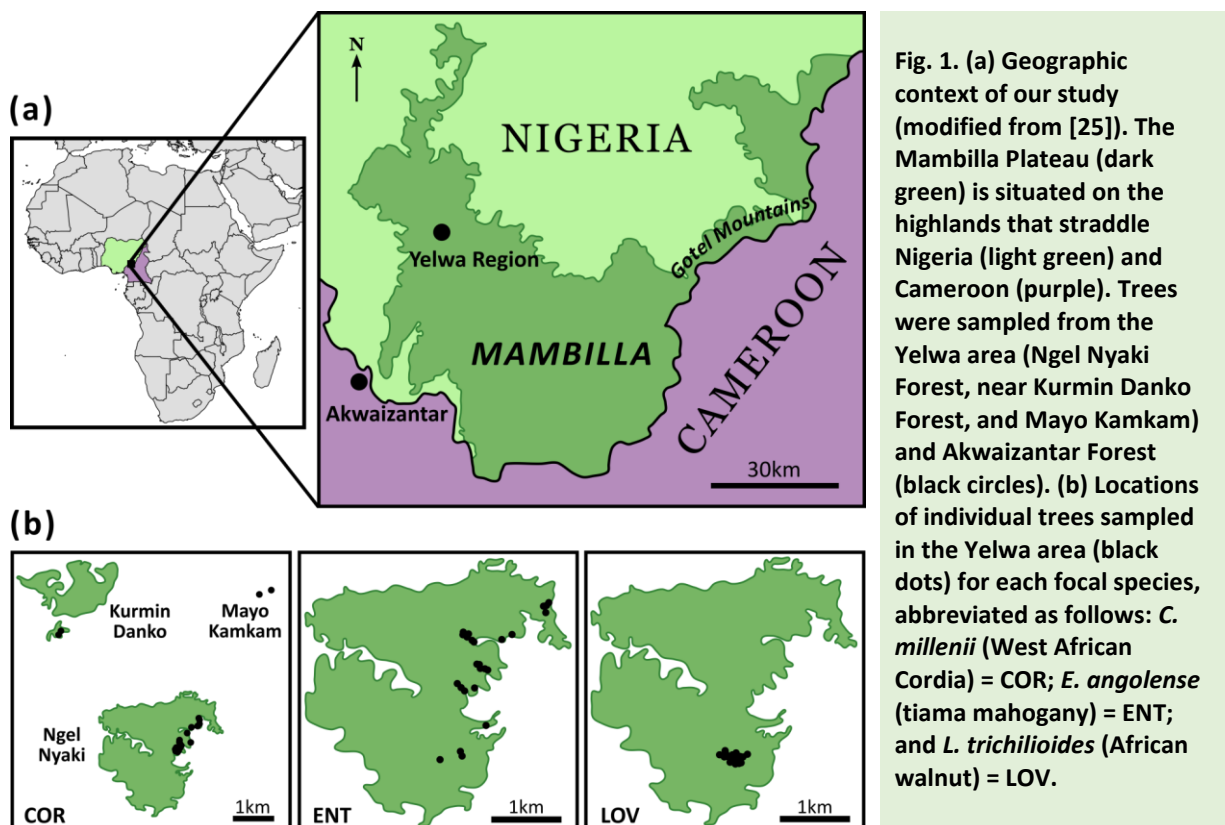 (a)
N
NIGERIA
Gotel Mountains
Yelwa Region
MAMBILLA
CAMEROON
Akwaizantar
30km
(b)
Kurmin
Danko
Mayo
Kamkam
Ngel
Nyaki
COR
1km
ENT
1km
LOV
1km
Fig. 1. (a) Geographic
context of our study
(modified from [25]). The
Mambilla Plateau (dark
green) is situated on the
highlands that straddle
Nigeria (light green) and
Cameroon (purple). Trees
were sampled from the
Yelwa area (Ngel Nyaki
Forest, near Kurmin Danko
Forest, and Mayo Kamkam)
and Akwaizantar Forest
(black circles). (b) Locations
of individual trees sampled
in the Yelwa area (black
dots) for each focal species,
abbreviated as follows: C.
millenii (West African
Cordia) = COR; E. angolense
(tiama mahogany) = ENT;
and L. trichilioides (African
walnut) = LOV.